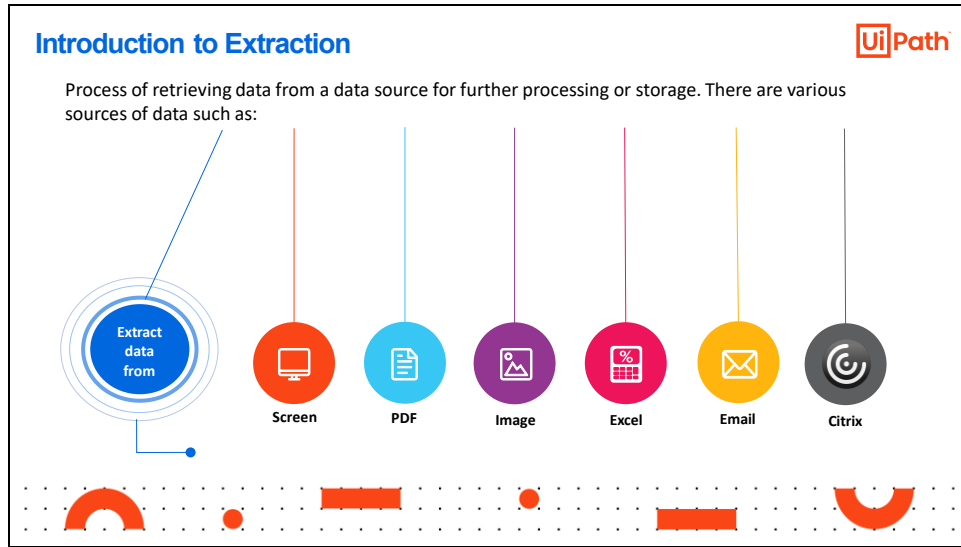 Introduction to Extraction
UiPath
Process of retrieving data from a data source for further processing or storage. There are various
sources of data such as:
Extract
data
from
%
Screen
PDF
Image
Excel
Email
Citrix